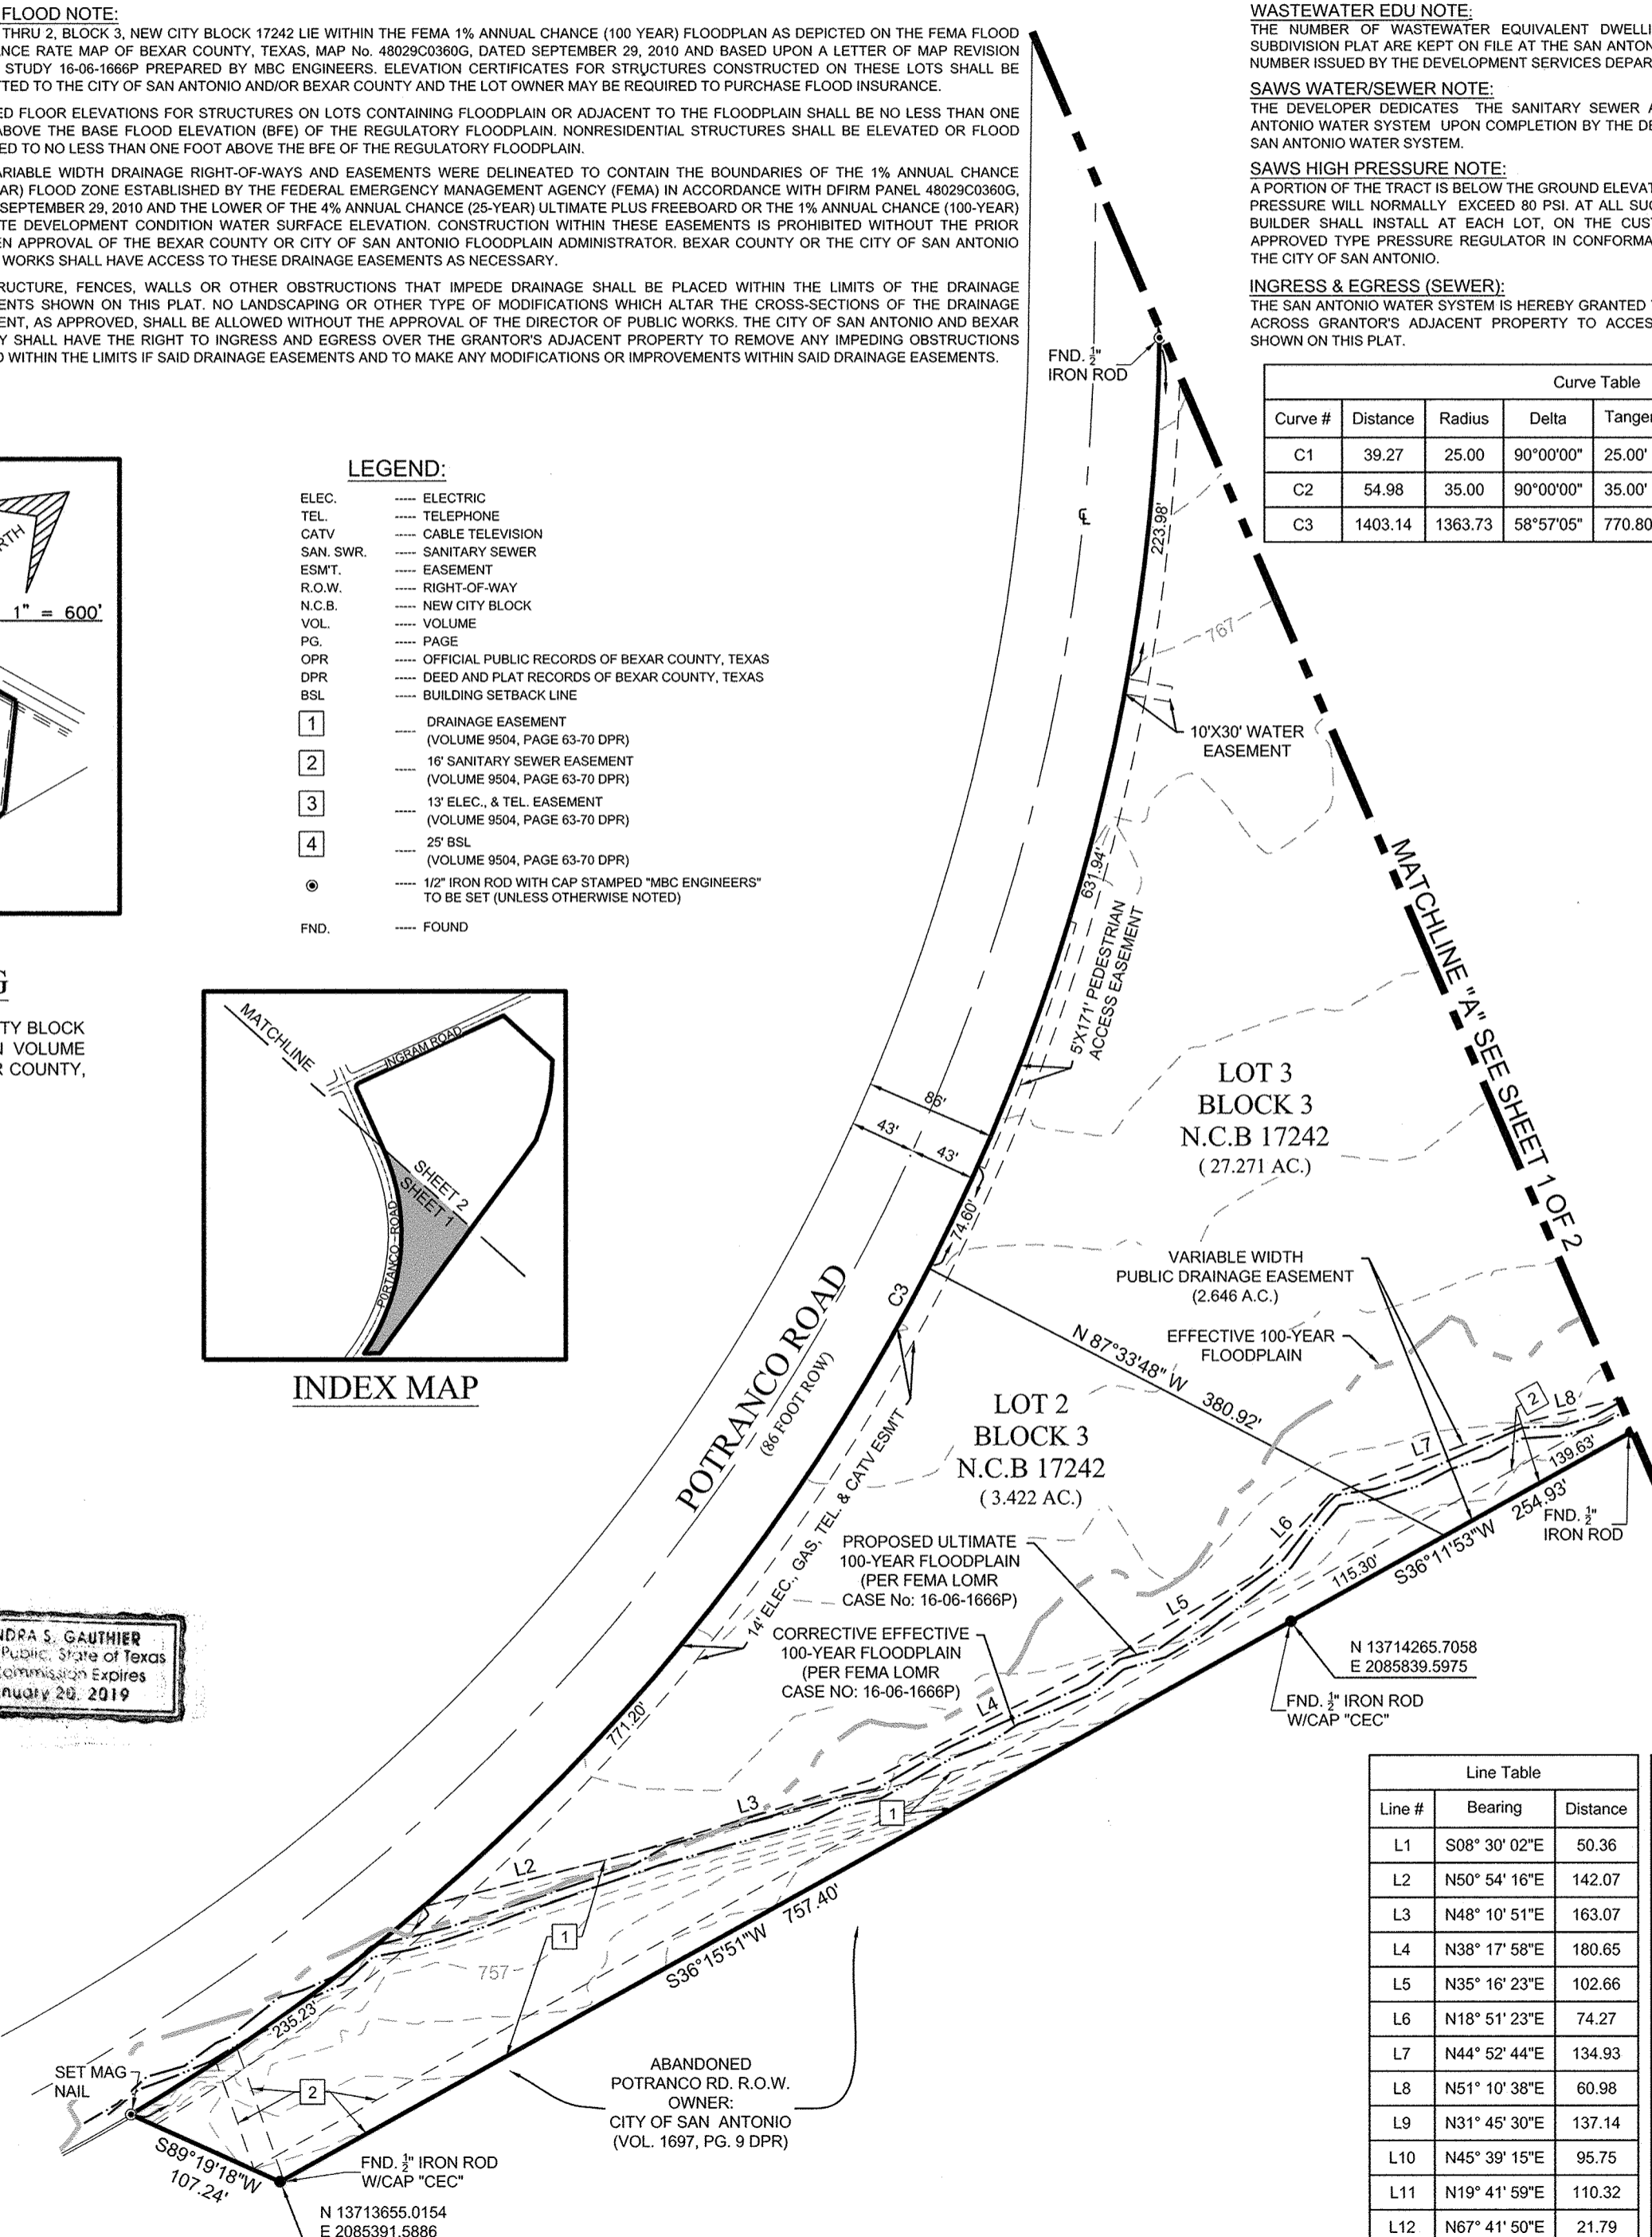 FLOOD NOTE:
THRU 2, BLOCK 3, NEW CITY BLOCK 17242 LIE WITHIN THE FEMA 1% ANNUAL CHANCE (100 YEAR) FLOODPLAIN AS DEPICTED ON THE FEMA FLOOD
RATE MAP OF BEXAR COUNTY, TEXAS, MAP No. 48029C0360G, DATED SEPTEMBER 29, 2010 AND BASED UPON A LETTER OF MAP REVISION
STUDY 16-06-1666P PREPARED BY MBC ENGINEERS. ELEVATION CERTIFICATES FOR STRUCTURES CONSTRUCTED ON THESE LOTS SHALL BE
TTED TO THE CITY OF SAN ANTONIO AND/OR BEXAR COUNTY AND THE LOT OWNER MAY BE REQUIRED TO PURCHASE FLOOD INSURANCE.
ED FLOOR ELEVATIONS FOR STRUCTURES ON LOTS CONTAINING FLOODPLAIN OR ADJACENT TO THE FLOODPLAIN SHALL BE NO LESS THAN ONE
ABOVE THE BASE FLOOD ELEVATION (BFE) OF THE REGULATORY FLOODPLAIN. NONRESIDENTIAL STRUCTURES SHALL BE ELEVATED OR FLOOD
ED TO NO LESS THAN ONE FOOT ABOVE THE BFE OF THE REGULATORY FLOODPLAIN.
ARIABLE WIDTH DRAINAGE RIGHT-OF-WAYS AND EASEMENTS WERE DELINEATED TO CONTAIN THE BOUNDARIES OF THE 1% ANNUAL CHANCE
AR) FLOOD ZONE ESTABLISHED BY THE FEDERAL EMERGENCY MANAGEMENT AGENCY (FEMA) IN ACCORDANCE WITH DFIRM PANEL 48029C0360G,
SEPTEMBER 29, 2010 AND THE LOWER OF THE 4% ANNUAL CHANCE (25-YEAR) ULTIMATE PLUS FREEBOARD OR THE 1% ANNUAL CHANCE (100-YEAR)
TE DEVELOPMENT CONDITION WATER SURFACE ELEVATION. CONSTRUCTION WITHIN THESE EASEMENTS IS PROHIBITED WITHOUT THE PRIOR
EN APPROVAL OF THE BEXAR COUNTY OR CITY OF SAN ANTONIO FLOODPLAIN ADMINISTRATOR. BEXAR COUNTY OR THE CITY OF SAN ANTONIO
WORKS SHALL HAVE ACCESS TO THESE DRAINAGE EASEMENTS AS NECESSARY.
RUCTURE, FENCES, WALLS OR OTHER OBSTRUCTIONS THAT IMPEDE DRAINAGE SHALL BE PLACED WITHIN THE LIMITS OF THE DRAINAGE
ENTS SHOWN ON THIS PLAT. NO LANDSCAPING OR OTHER TYPE OF MODIFICATIONS WHICH ALTAR THE CROSS-SECTIONS OF THE DRAINAGE
ENT, AS APPROVED, SHALL BE ALLOWED WITHOUT THE APPROVAL OF THE DIRECTOR OF PUBLIC WORKS. THE CITY OF SAN ANTONIO AND BEXAR
Y SHALL HAVE THE RIGHT TO INGRESS AND EGRESS OVER THE GRANTOR'S ADJACENT PROPERTY TO REMOVE ANY IMPEDING OBSTRUCTIONS
D WITHIN THE LIMITS IF SAID DRAINAGE EASEMENTS AND TO MAKE ANY MODIFICATIONS OR IMPROVEMENTS WITHIN SAID DRAINAGE EASEMENTS.
WASTEWATER EDU NOTE:
THE NUMBER OF WASTEWATER EQUIVALENT DWELLI
SUBDIVISION PLAT ARE KEPT ON FILE AT THE SAN ANTON
NUMBER ISSUED BY THE DEVELOPMENT SERVICES DEPAR
SAWS WATER/SEWER NOTE:
THE DEVELOPER DEDICATES THE SANITARY SEWER A
ANTONIO WATER SYSTEM UPON COMPLETION BY THE DE
SAN ANTONIO WATER SYSTEM.
SAWS HIGH PRESSURE NOTE:
A PORTION OF THE TRACT IS BELOW THE GROUND ELEVAT
PRESSURE WILL NORMALLY EXCEED 80 PSI. AT ALL SUC
BUILDER SHALL INSTALL AT EACH LOT, ON THE CUST
APPROVED TYPE PRESSURE REGULATOR IN CONFORMA
THE CITY OF SAN ANTONIO.
INGRESS & EGRESS (SEWER):
THE SAN ANTONIO WATER SYSTEM IS HEREBY GRANTED
ACROSS GRANTOR'S ADJACENT PROPERTY TO ACCES
SHOWN ON THIS PLAT.
Curve Table
Curve # Distance Radius Delta Tanger
C1 39.27 25.00 90°00'00" 25.00'
C2 54.98 35.00 90°00'00" 35.00'
C3 1403.14 1363.73 58°57'05" 770.80
RTH
1" = 600'
LEGEND:
ELEC. ----- ELECTRIC
TEL. ----- TELEPHONE
CATV ----- CABLE TELEVISION
SAN. SWR. ----- SANITARY SEWER
ESM'T. ----- EASEMENT
R.O.W. ----- RIGHT-OF-WAY
N.C.B. ----- NEW CITY BLOCK
VOL. ----- VOLUME
PG. ----- PAGE
OPR ----- OFFICIAL PUBLIC RECORDS OF BEXAR COUNTY, TEXAS
DPR ----- DEED AND PLAT RECORDS OF BEXAR COUNTY, TEXAS
BSL ----- BUILDING SETBACK LINE
1 ----- DRAINAGE EASEMENT
(VOLUME 9504, PAGE 63-70 DPR)
2 ----- 16' SANITARY SEWER EASEMENT
(VOLUME 9504, PAGE 63-70 DPR)
3 ----- 13' ELEC., & TEL. EASEMENT
(VOLUME 9504, PAGE 63-70 DPR)
4 ----- 25' BSL
(VOLUME 9504, PAGE 63-70 DPR)
----- 1/2" IRON ROD WITH CAP STAMPED "MBC ENGINEERS"
TO BE SET (UNLESS OTHERWISE NOTED)
FND. ----- FOUND
G
TY BLOCK
N VOLUME
R COUNTY,
MATCHLINE
INGRAM ROAD
SHEET 2
SHEET 1
PORTANCO ROAD
INDEX MAP
FND. ½"
IRON ROD
℄
223.98'
767
10'X30' WATER
EASEMENT
631.94'
5'X171' PEDESTRIAN
ACCESS EASEMENT
MATCHLINE "A" SEE SHEET 1 OF 2
86'
43'
43'
74.60'
LOT 3
BLOCK 3
N.C.B 17242
( 27.271 AC.)
VARIABLE WIDTH
PUBLIC DRAINAGE EASEMENT
(2.646 A.C.)
EFFECTIVE 100-YEAR
FLOODPLAIN
C3
N 87°33'48" W 380.92'
POTRANCO ROAD
(86 FOOT ROW)
LOT 2
BLOCK 3
N.C.B 17242
( 3.422 AC.)
14' ELEC., GAS, TEL. & CATV ESM'T
2
L8
L7
139.63'
254.93'
FND. ½"
IRON ROD
L6
S36°11'53"W
115.30'
PROPOSED ULTIMATE
100-YEAR FLOODPLAIN
(PER FEMA LOMR
CASE No: 16-06-1666P)
L5
CORRECTIVE EFFECTIVE
100-YEAR FLOODPLAIN
(PER FEMA LOMR
CASE NO: 16-06-1666P)
N 13714265.7058
E 2085839.5975
FND. ½" IRON ROD
W/CAP "CEC"
L4
771.20'
L3
1
L2
1
757.40'
S36°15'51"W
757
235.23'
NDRA S. GAUTHIER
Public, State of Texas
Commission Expires
nuary 20, 2019
SET MAG
NAIL
2
S89°19'18"W
107.24'
FND. ½" IRON ROD
W/CAP "CEC"
N 13713655.0154
E 2085391.5886
ABANDONED
POTRANCO RD. R.O.W.
OWNER:
CITY OF SAN ANTONIO
(VOL. 1697, PG. 9 DPR)
Line Table
Line # Bearing Distance
L1 S08° 30' 02"E 50.36
L2 N50° 54' 16"E 142.07
L3 N48° 10' 51"E 163.07
L4 N38° 17' 58"E 180.65
L5 N35° 16' 23"E 102.66
L6 N18° 51' 23"E 74.27
L7 N44° 52' 44"E 134.93
L8 N51° 10' 38"E 60.98
L9 N31° 45' 30"E 137.14
L10 N45° 39' 15"E 95.75
L11 N19° 41' 59"E 110.32
L12 N67° 41' 50"E 21.79